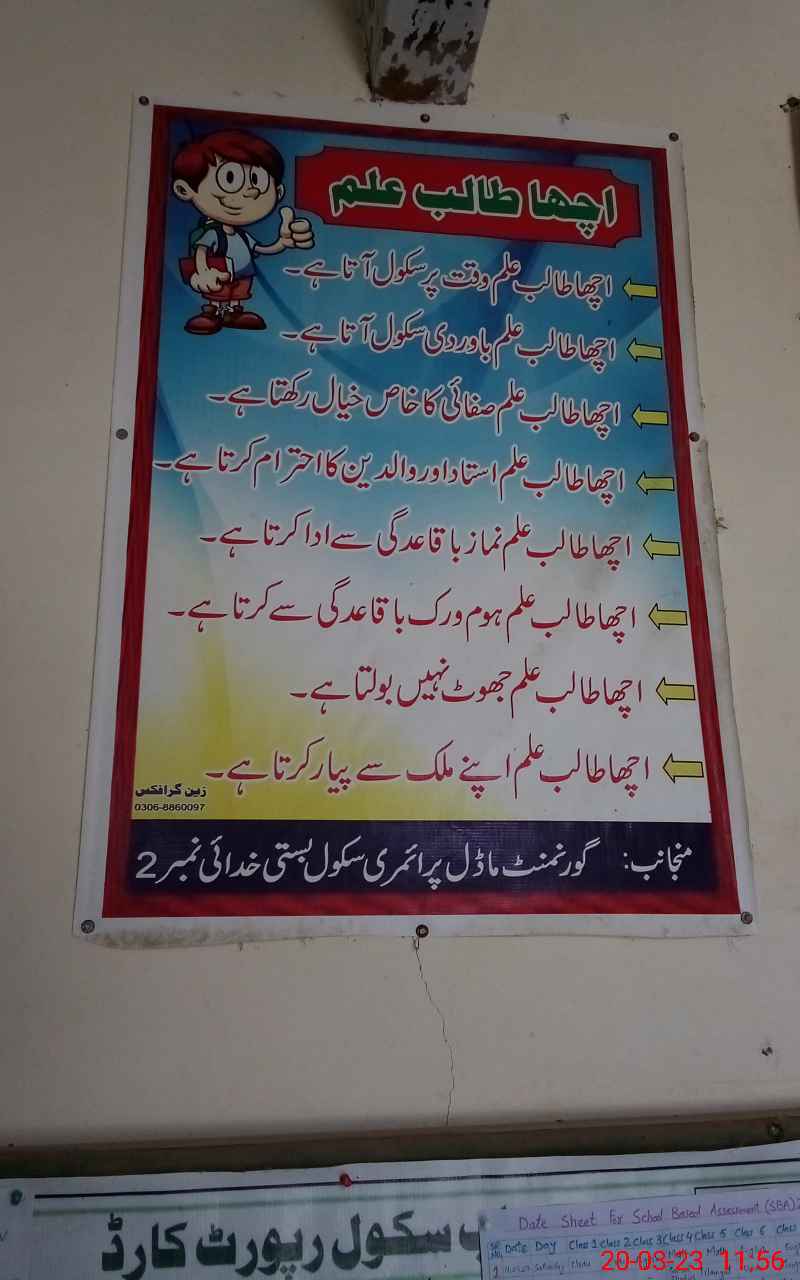 اچھا طالب علم
اچھا طالب علم وقت پر سکول آتا ہے۔
اچھا طالب علم باوردی سکول آتا ہے۔
اچھا طالب علم صفائی کا خاص خیال رکھتا ہے۔
اچھا طالب علم استاد اور والدین کا احترام کرتا ہے۔
اچھا طالب علم نماز باقاعدگی سے ادا کرتا ہے۔
اچھا طالب علم ہوم ورک باقاعدگی سے کرتا ہے۔
اچھا طالب علم جھوٹ نہیں بولتا ہے۔
اچھا طالب علم اپنے ملک سے پیار کرتا ہے۔
زین گرافکس
0306-8860097
منجانب: گورنمنٹ ماڈل پرائمری سکول بستی خدائی نمبر 2
سکول رپورٹ کارڈ
Date Sheet for School Based Assessment (SBA)
Sr No Date Day Class 1 Class 2 Class 3 Class 4 Class 5 Class 6 Class
20-03-23 11:56